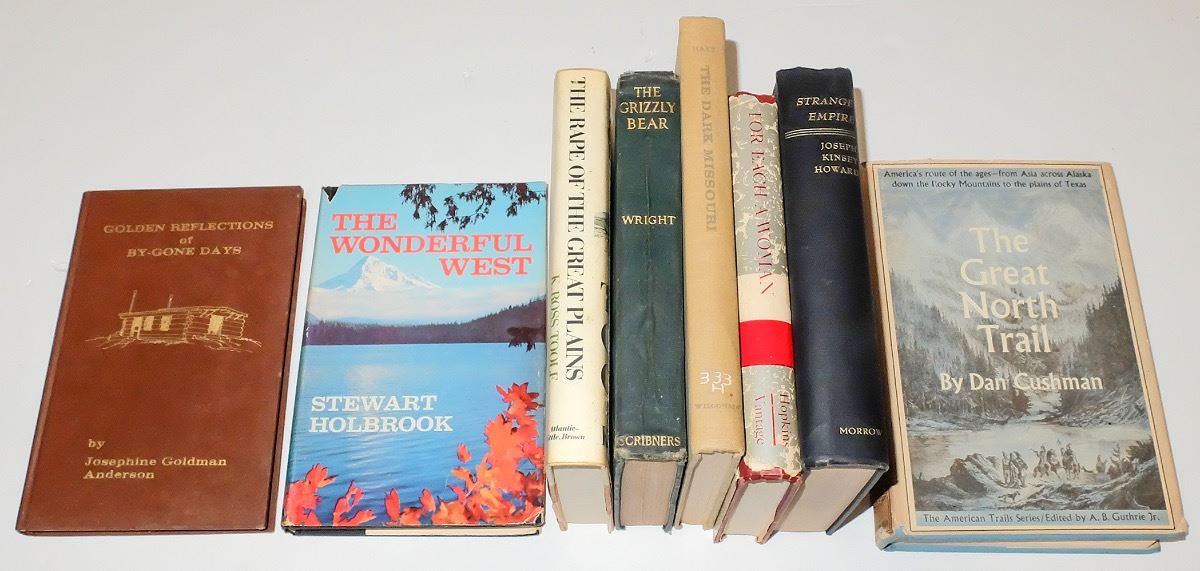 GOLDEN REFLECTIONS
of
BY-GONE DAYS
by
Josephine Goldman
Anderson
THE
WONDERFUL
WEST
STEWART
HOLBROOK
THE RAPE OF THE GREAT PLAINS
K. ROSS TOOLE
Atlantic-
Brown
THE
GRIZZLY
BEAR
WRIGHT
SCRIBNERS
HART
THE DARK MISSOURI
333
H
FOR EACH A WOMAN
Hopkins
Vantage
STRANGE
EMPIRE
JOSEPH
KINSEY
HOWARD
MORROW
America's route of the ages—from Asia across Alaska
down the Rocky Mountains to the plains of Texas
The
Great
North
Trail
By Dan Cushman
The American Trails Series/Edited by A. B. Guthrie Jr.